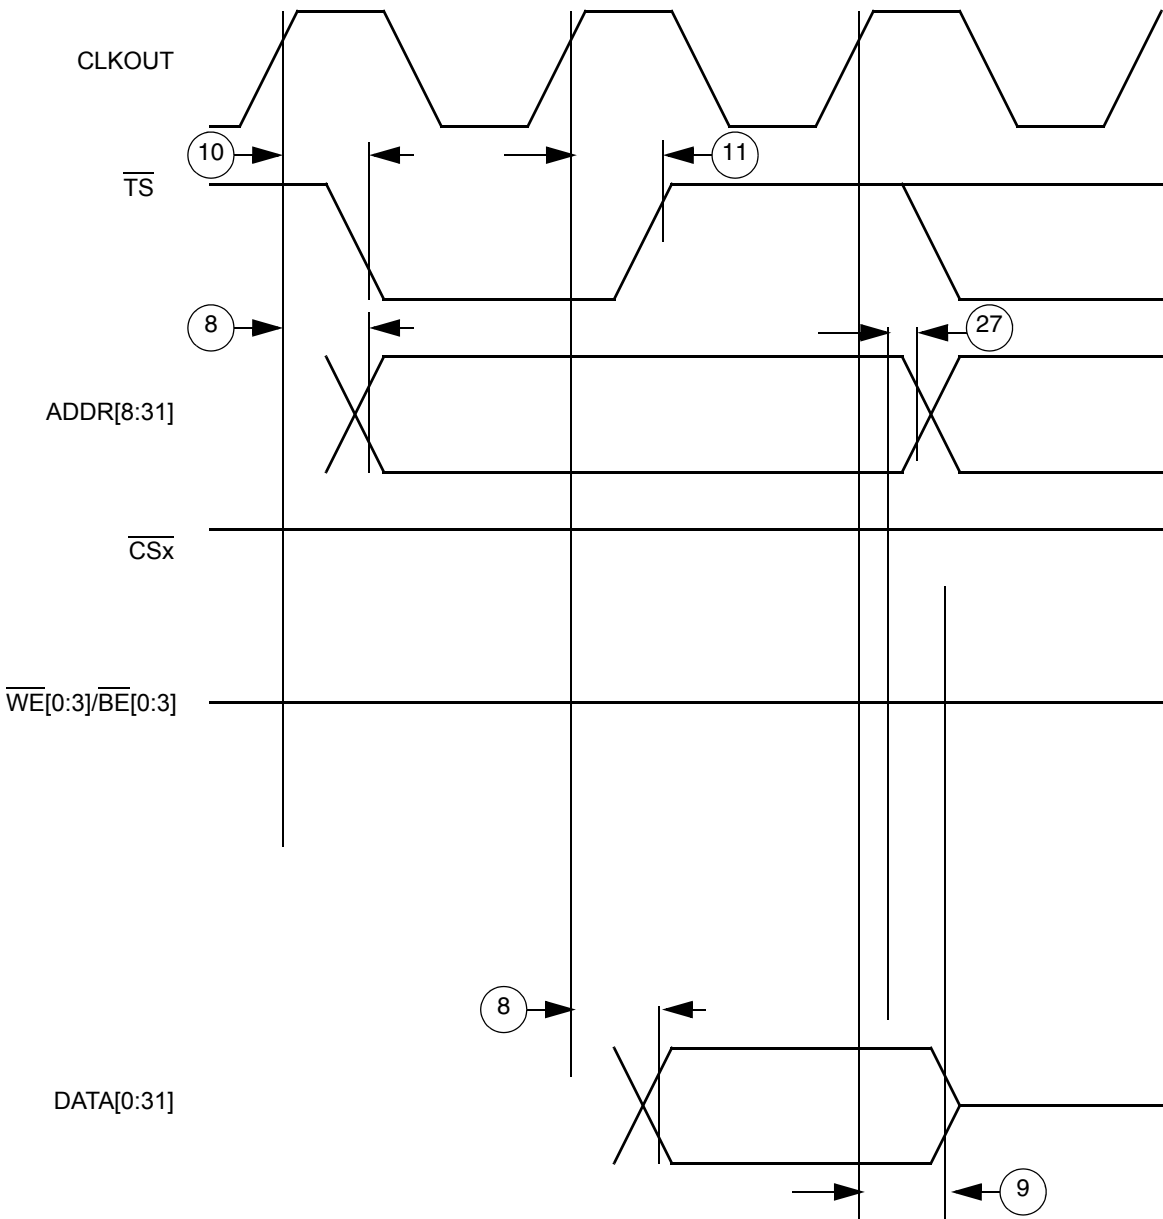 CLKOUT
10
11
TS
8
27
ADDR[8:31]
CSx
WE[0:3]/BE[0:3]
8
DATA[0:31]
9